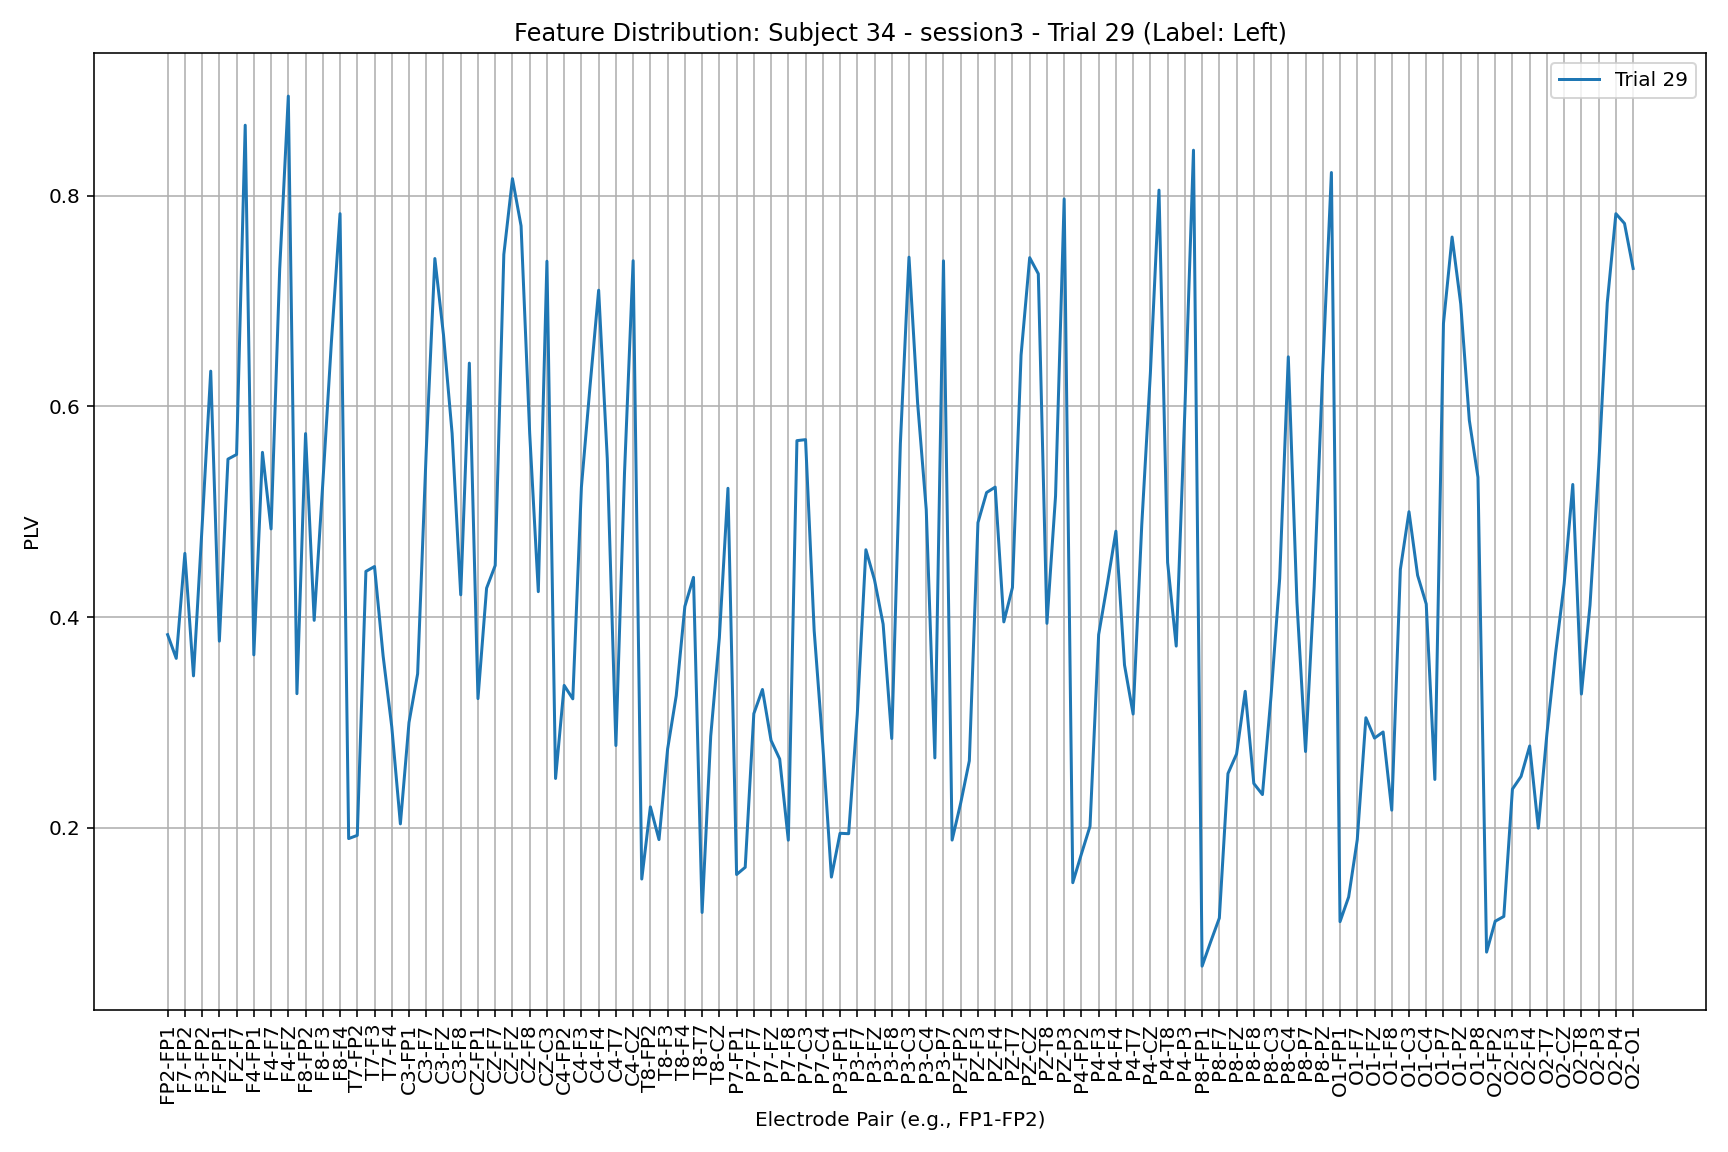 Feature Distribution: Subject 34 - session3 - Trial 29 (Label: Left)
Trial 29
PLV
0.8
0.6
0.4
0.2
FP2-FP1
F7-FP2
F3-FP2
FZ-FP1
FZ-F7
F4-FP1
F4-F7
F4-FZ
F8-FP2
F8-F3
F8-F4
T7-FP2
T7-F3
T7-F4
C3-FP1
C3-F7
C3-FZ
C3-F8
CZ-FP1
CZ-F7
CZ-FZ
CZ-F8
CZ-C3
C4-FP2
C4-F3
C4-F4
C4-T7
C4-CZ
T8-FP2
T8-F3
T8-F4
T8-T7
T8-CZ
P7-FP1
P7-F7
P7-FZ
P7-F8
P7-C3
P7-C4
P3-FP1
P3-F7
P3-FZ
P3-F8
P3-C3
P3-C4
P3-P7
PZ-FP2
PZ-F3
PZ-F4
PZ-T7
PZ-CZ
PZ-T8
PZ-P3
P4-FP2
P4-F3
P4-F4
P4-T7
P4-CZ
P4-T8
P4-P3
P8-FP1
P8-F7
P8-FZ
P8-F8
P8-C3
P8-C4
P8-P7
P8-PZ
O1-FP1
O1-F7
O1-FZ
O1-F8
O1-C3
O1-C4
O1-P7
O1-PZ
O1-P8
O2-FP2
O2-F3
O2-F4
O2-T7
O2-CZ
O2-T8
O2-P3
O2-P4
O2-O1
Electrode Pair (e.g., FP1-FP2)